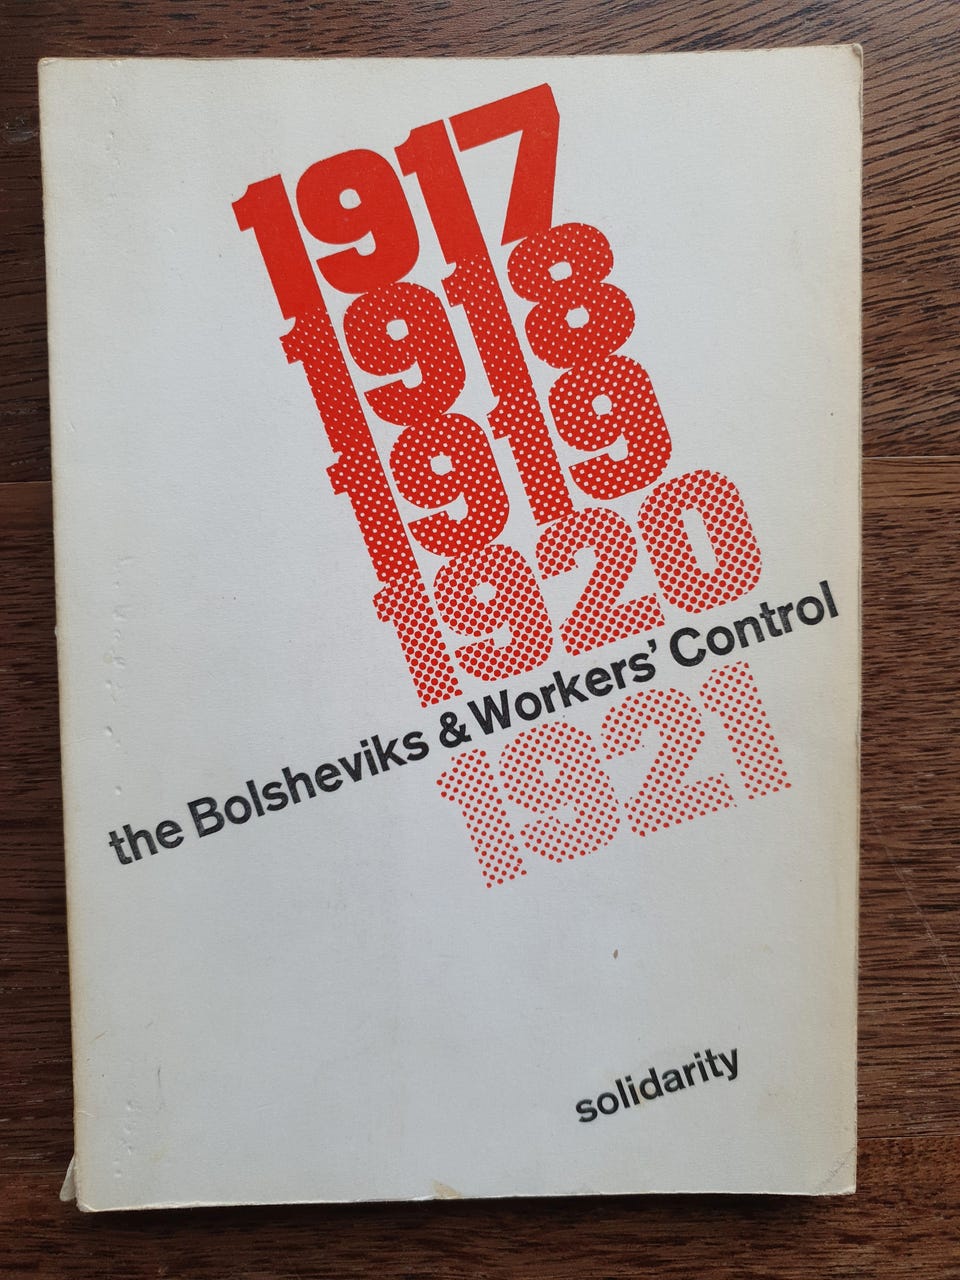 1917
1918
1919
1920
the Bolsheviks & Workers’ Control
1921
solidarity